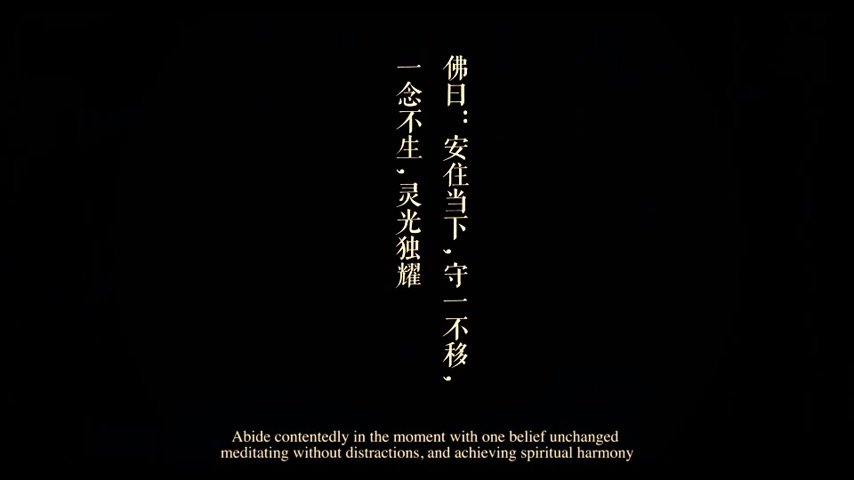 佛曰：安住当下，守一不移，
一念不生，灵光独耀
Abide contentedly in the moment with one belief unchanged
meditating without distractions, and achieving spiritual harmony